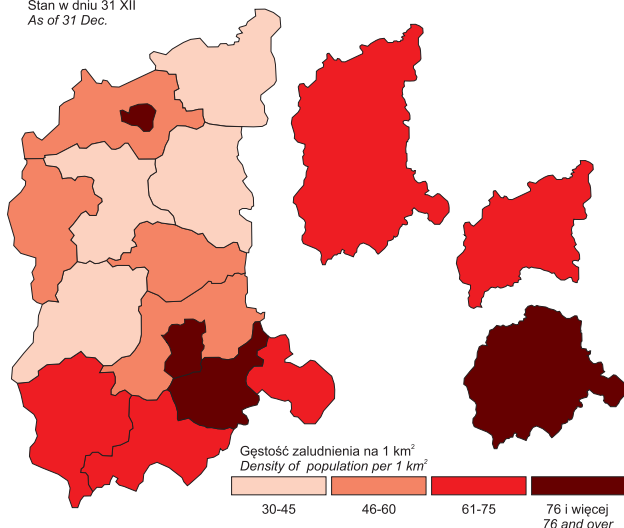 Stan w dniu 31 XII
As of 31 Dec.
Gęstość zaludnienia na 1 km²
Density of population per 1 km²
30-45 46-60 61-75 76 i więcej
76 and over